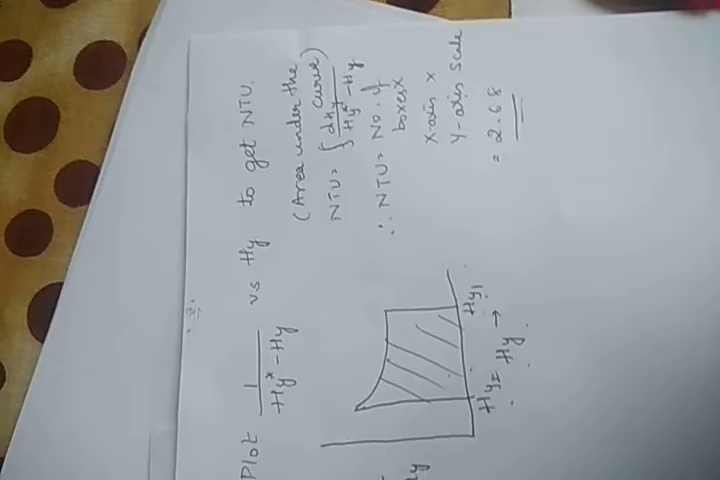 Plot 1/(Hy* - Hy) vs Hy to get NTU.
(Area under the
curve)
NTU = ∫ dHy/(Hy* - Hy)
∴ NTU = No. of
boxes x
x-axis x
Y-axis scale
= 2.68
Hy2 Hy1
Hy →